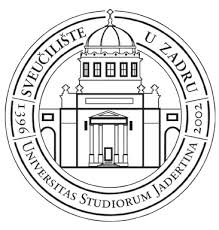 SVEUČILIŠTE U ZADRU
1396 UNIVERSITAS STUDIORUM JADERTINA 2002